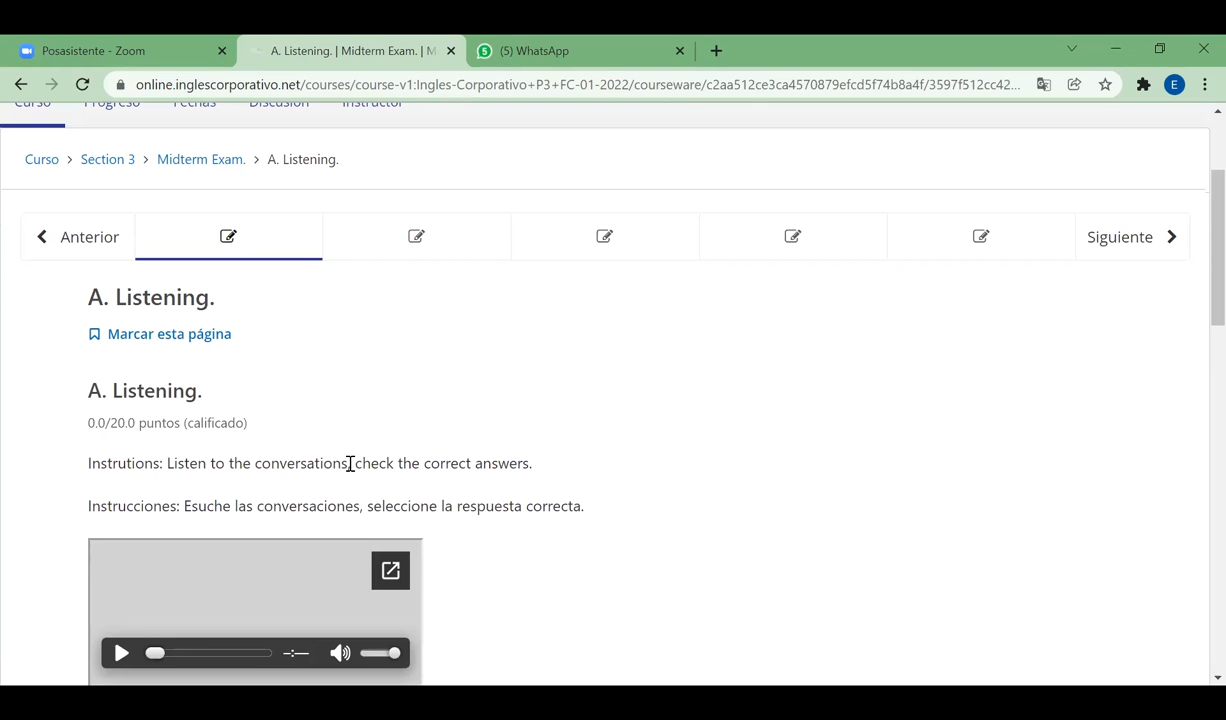 Posasistente - Zoom
A. Listening. | Midterm Exam. | M
(5) WhatsApp
online.inglescorporativo.net/courses/course-v1:Ingles-Corporativo+P3+FC-01-2022/courseware/c2aa512ce3ca4570879efcd5f74b8a4f/3597f512cc42...
E
Curso Progreso Fechas Discusión Instructor
Curso > Section 3 > Midterm Exam. > A. Listening.
Anterior
Siguiente
A. Listening.
Marcar esta página
A. Listening.
0.0/20.0 puntos (calificado)
Instrutions: Listen to the conversations, check the correct answers.
Instrucciones: Esuche las conversaciones, seleccione la respuesta correcta.
-:--